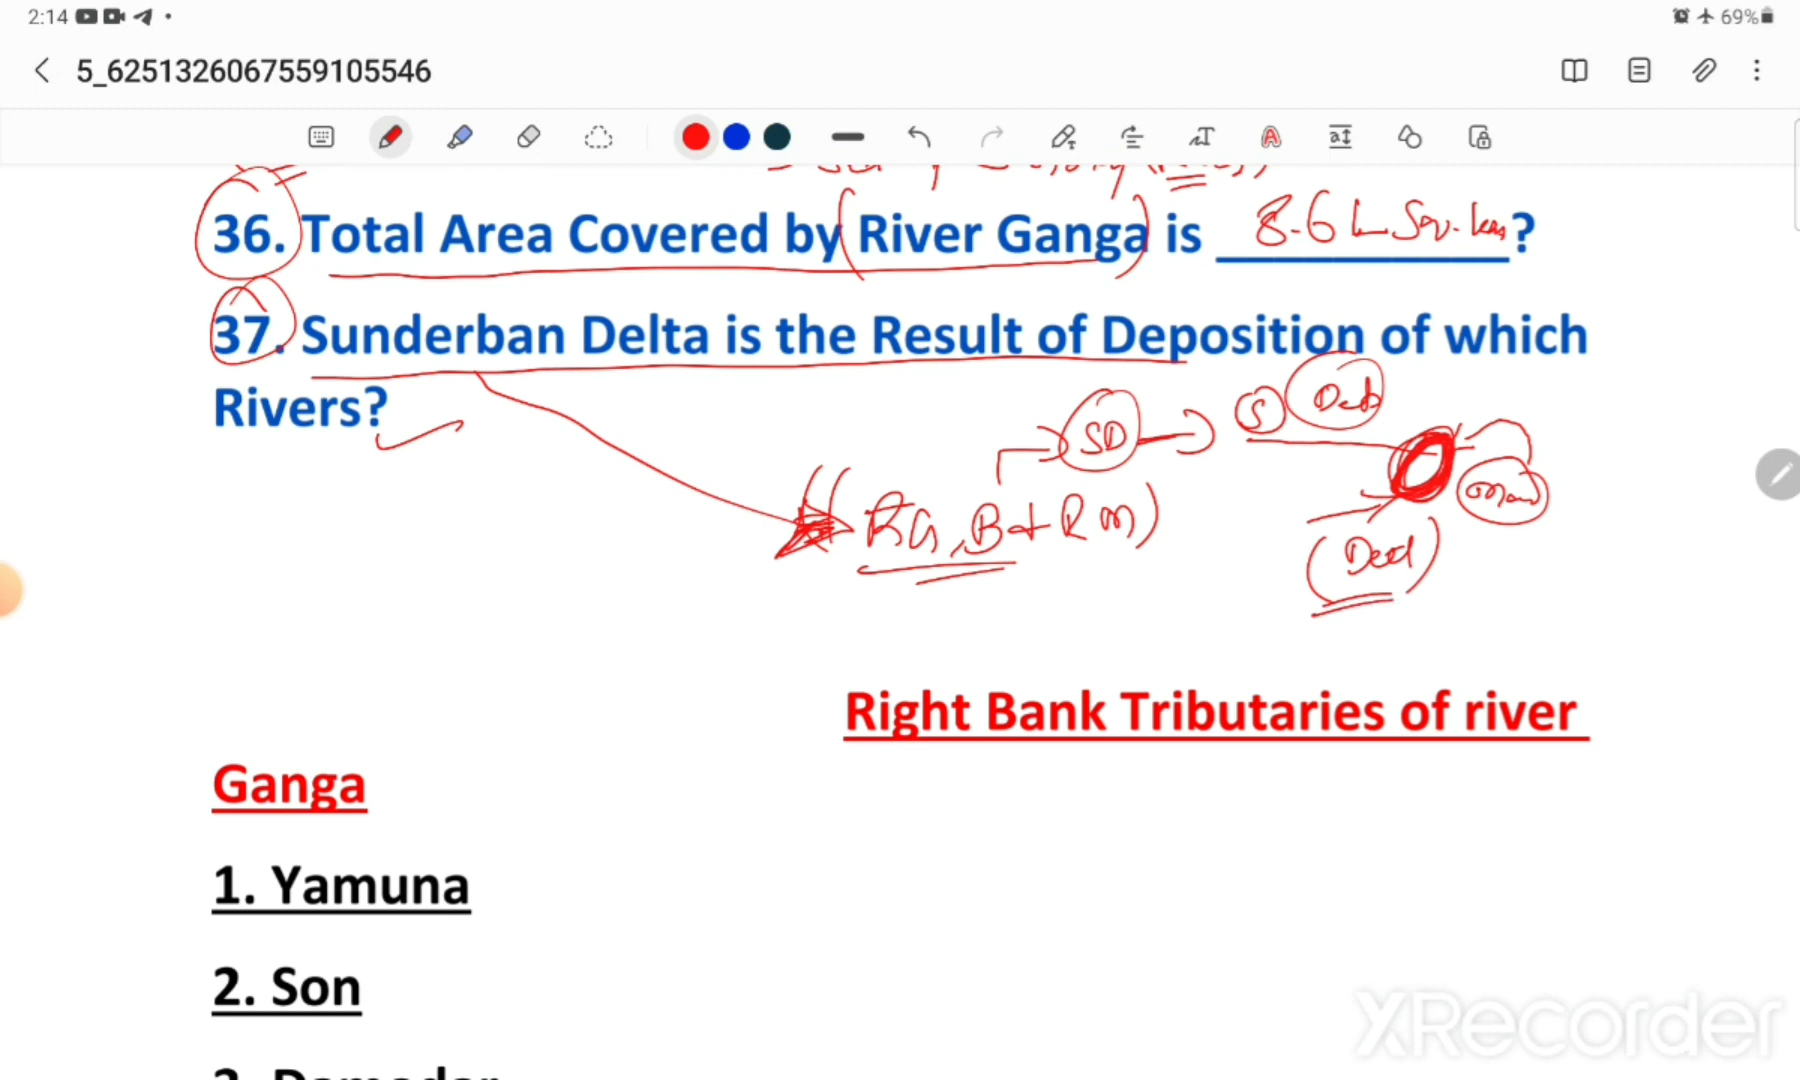 2:14
69%
5_6251326067559105546
36. Total Area Covered by (River Ganga) is 8.6 Sq. kms?
37. Sunderban Delta is the Result of Deposition of which
Rivers?
SD
S
RG, B + R m)
Right Bank Tributaries of river
Ganga
1. Yamuna
2. Son
XRecorder